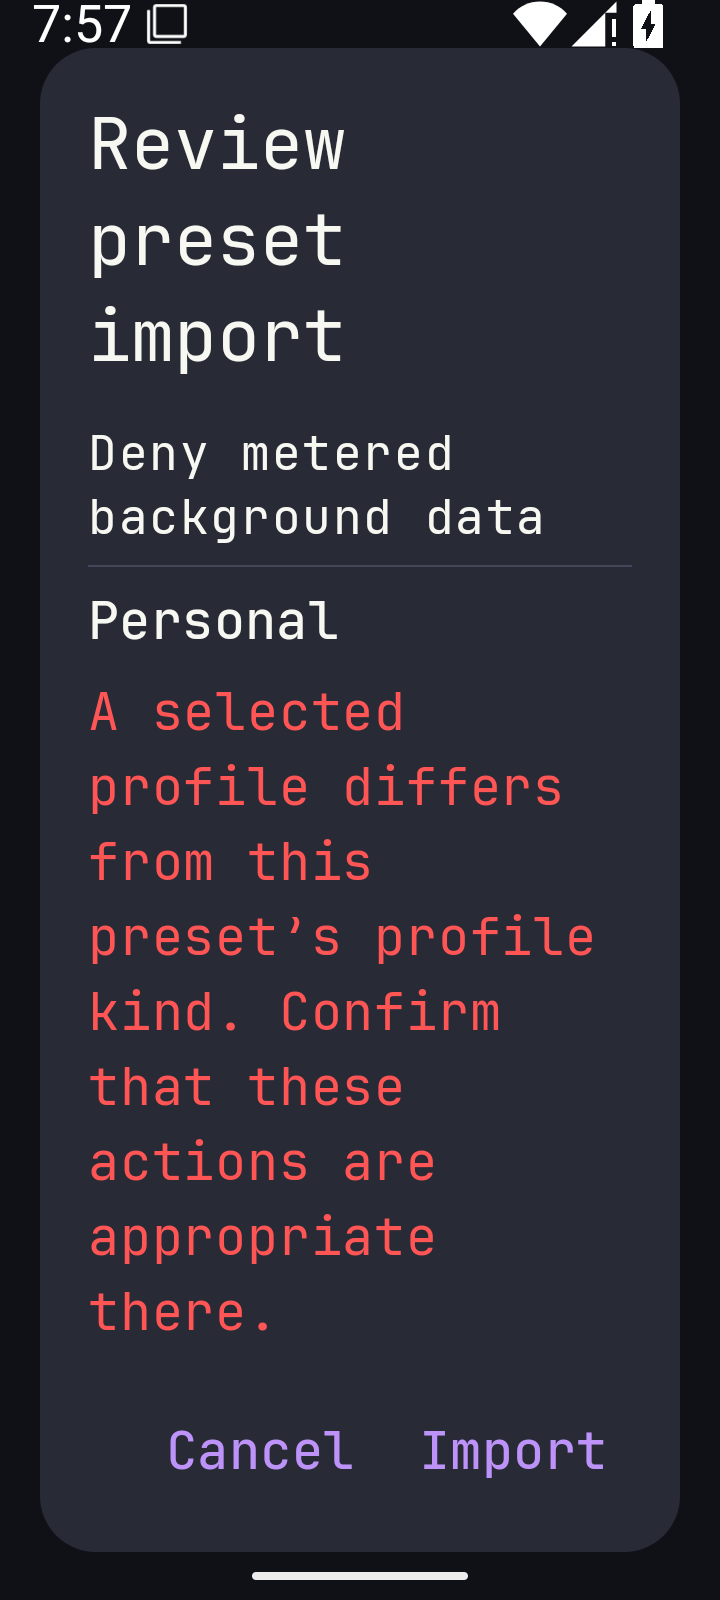 7:57
Review
preset
import
Deny metered
background data
Personal
A selected
profile differs
from this
preset’s profile
kind. Confirm
that these
actions are
appropriate
there.
Cancel Import